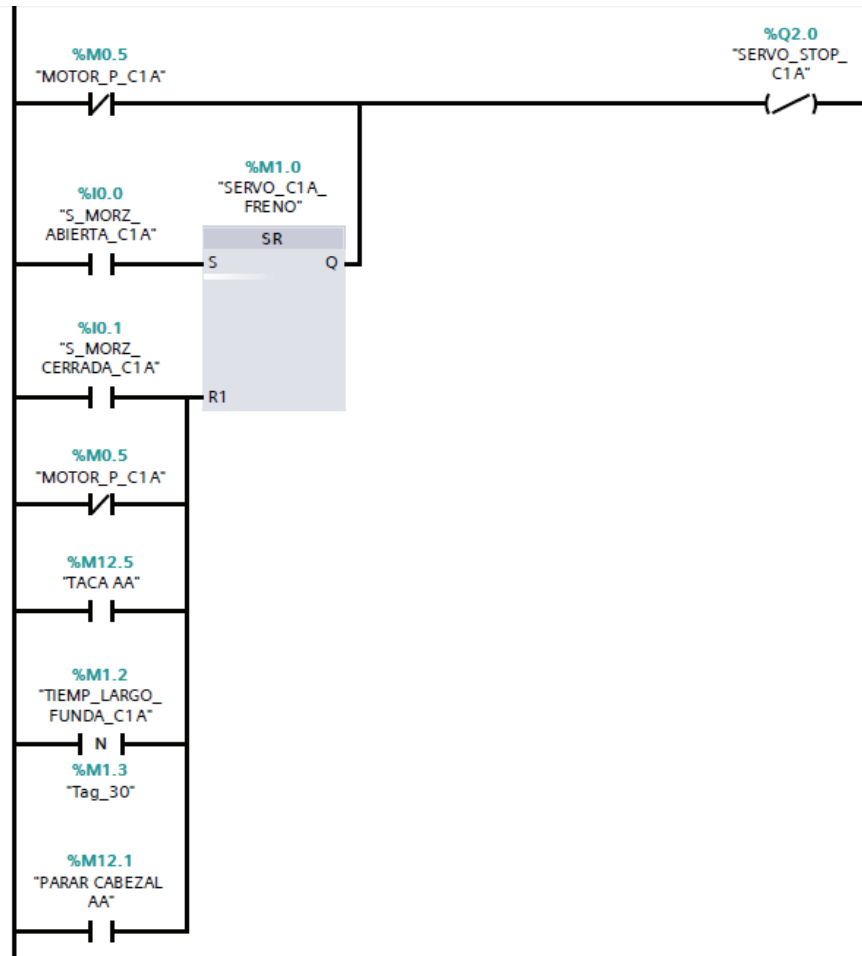 %M0.5
"MOTOR_P_C1A"
%Q2.0
"SERVO_STOP_
C1A"
%M1.0
"SERVO_C1A_
FRENO"
SR
%I0.0
"S_MORZ_
ABIERTA_C1A"
S
Q
%I0.1
"S_MORZ_
CERRADA_C1A"
R1
%M0.5
"MOTOR_P_C1A"
%M12.5
"TACA AA"
%M1.2
"TIEMP_LARGO_
FUNDA_C1A"
N
%M1.3
"Tag_30"
%M12.1
"PARAR CABEZAL
AA"